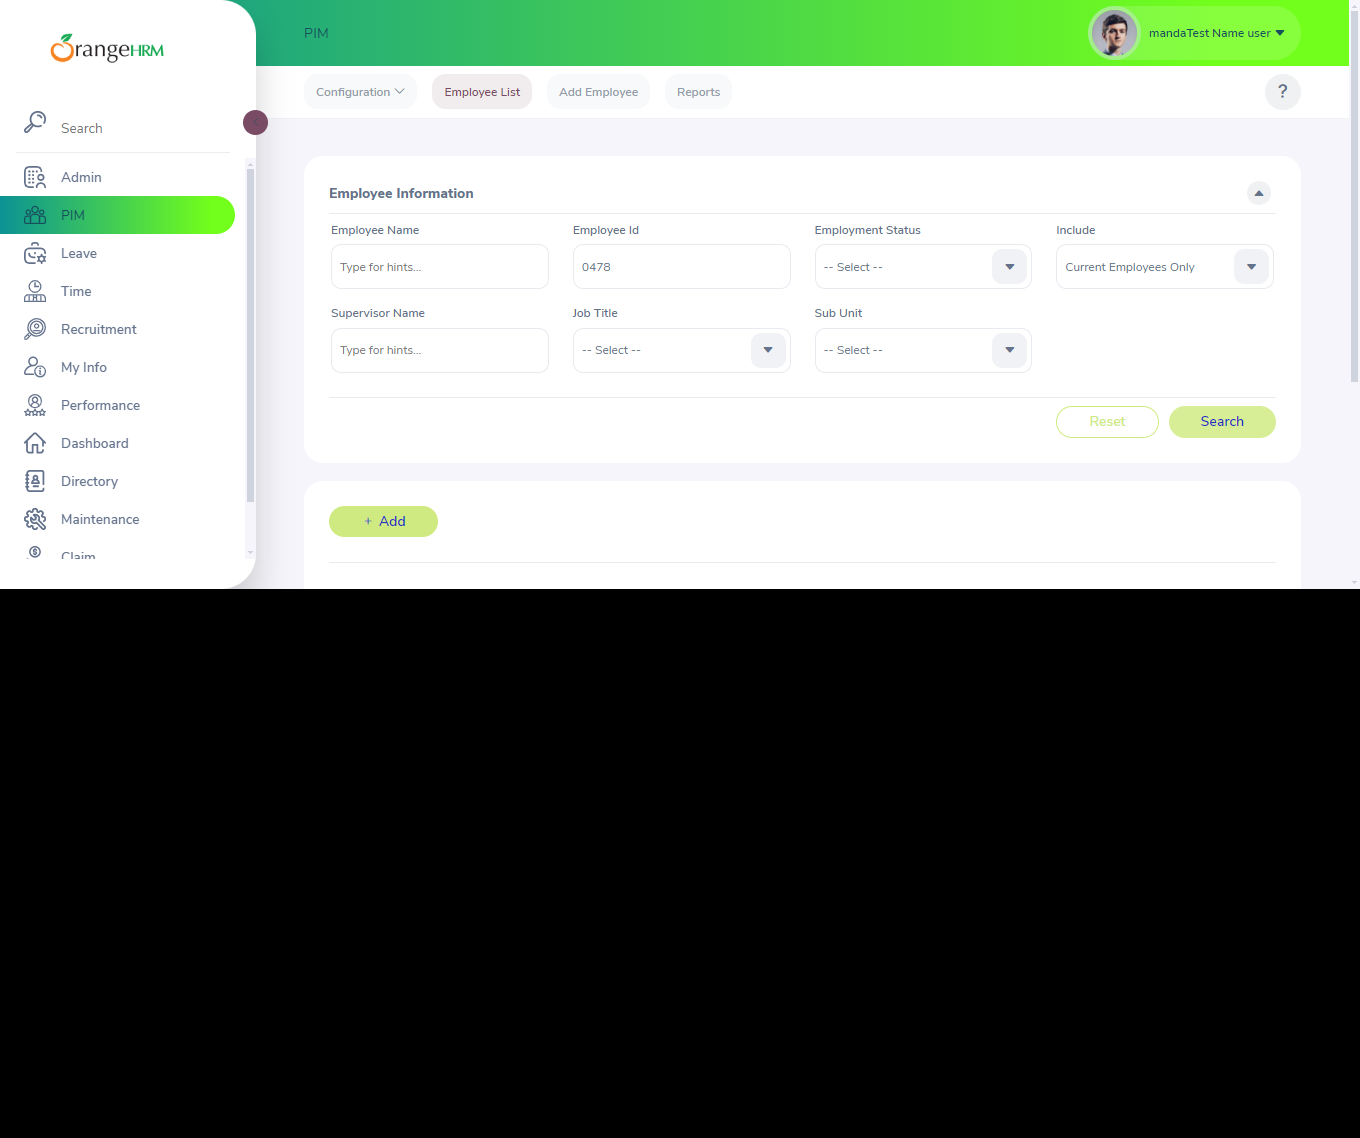 OrangeHRM
PIM
mandaTest Name user
Configuration
Employee List
Add Employee
Reports
?
Search
Admin
PIM
Leave
Time
Recruitment
My Info
Performance
Dashboard
Directory
Maintenance
Claim
Employee Information
Employee Name
Employee Id
Employment Status
Include
Type for hints...
0478
-- Select --
Current Employees Only
Supervisor Name
Job Title
Sub Unit
Type for hints...
-- Select --
-- Select --
Reset
Search
+ Add